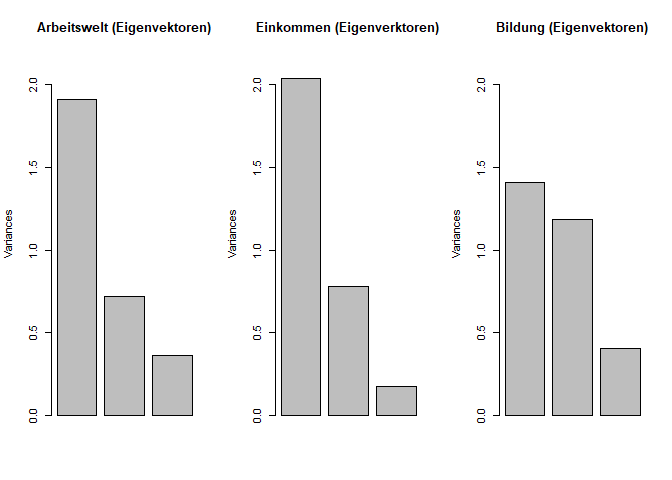 Arbeitswelt (Eigenvektoren)
Variances
0.0
0.5
1.0
1.5
2.0
Einkommen (Eigenverktoren)
Variances
0.0
0.5
1.0
1.5
2.0
Bildung (Eigenvektoren)
Variances
0.0
0.5
1.0
1.5
2.0